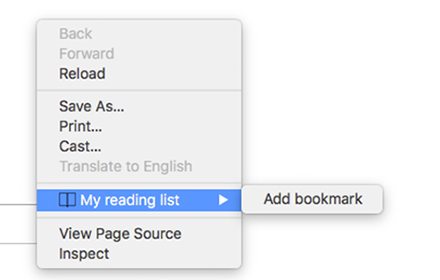 Back
Forward
Reload
Save As...
Print...
Cast...
Translate to English
My reading list
Add bookmark
View Page Source
Inspect